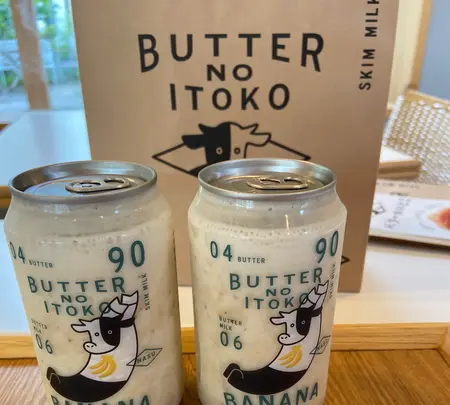 BUTTER
NO
ITOKO
SKIM MILK
04 BUTTER
90
BUTTER
NO
ITOKO
SKIM MILK
BUTTER
MILK
06
BANANA
04 BUTTER
90
BUTTER
NO
ITOKO
SKIM MILK
BUTTER
MILK
06
BANANA